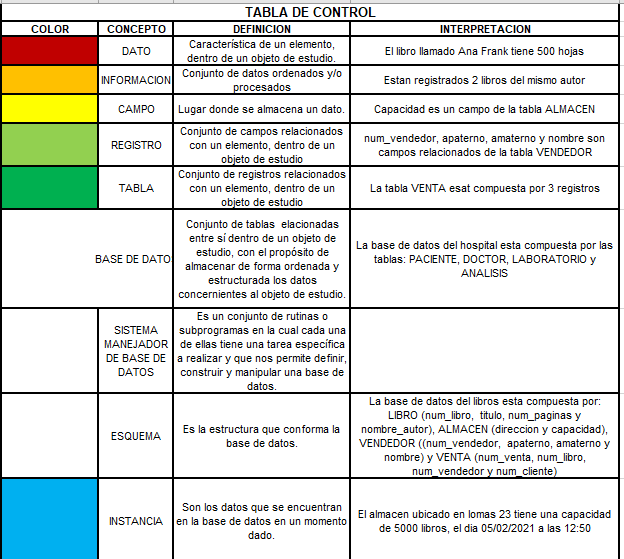 TABLA DE CONTROL
COLOR CONCEPTO DEFINICION INTERPRETACION
DATO
Característica de un elemento,
dentro de un objeto de estudio.
El libro llamado Ana Frank tiene 500 hojas
INFORMACION
Conjunto de datos ordenados y/o
procesados
Estan registrados 2 libros del mismo autor
CAMPO
Lugar donde se almacena un dato.
Capacidad es un campo de la tabla ALMACEN
REGISTRO
Conjunto de campos relacionados
con un elemento, dentro de un
objeto de estudio
num_vendedor, apaterno, amaterno y nombre son
campos relacionados de la tabla VENDEDOR
TABLA
Conjunto de registros relacionados
con un elemento, dentro de un
objeto de estudio
La tabla VENTA esat compuesta por 3 registros
BASE DE DATO
Conjunto de tablas elacionadas
entre sí dentro de un objeto de
estudio, con el propósito de
almacenar de forma ordenada y
estructurada los datos
concernientes al objeto de estudio.
La base de datos del hospital esta compuesta por las
tablas: PACIENTE, DOCTOR, LABORATORIO y
ANALISIS
SISTEMA
MANEJADOR
DE BASE DE
DATOS
Es un conjunto de rutinas o
subprogramas en la cual cada una
de ellas tiene una tarea específica
a realizar y que nos permite definir,
construir y manipular una base de
datos.
ESQUEMA
Es la estructura que conforma la
base de datos.
La base de datos del libros esta compuesta por:
LIBRO (num_libro, titulo, num_paginas y
nombre_autor), ALMACEN (direccion y capacidad),
VENDEDOR ((num_vendedor, apaterno, amaterno y
nombre) y VENTA (num_venta, num_libro,
num_vendedor y num_cliente)
INSTANCIA
Son los datos que se encuentran
en la base de datos en un momento
dado.
El almacen ubicado en lomas 23 tiene una capacidad
de 5000 libros, el dia 05/02/2021 a las 12:50